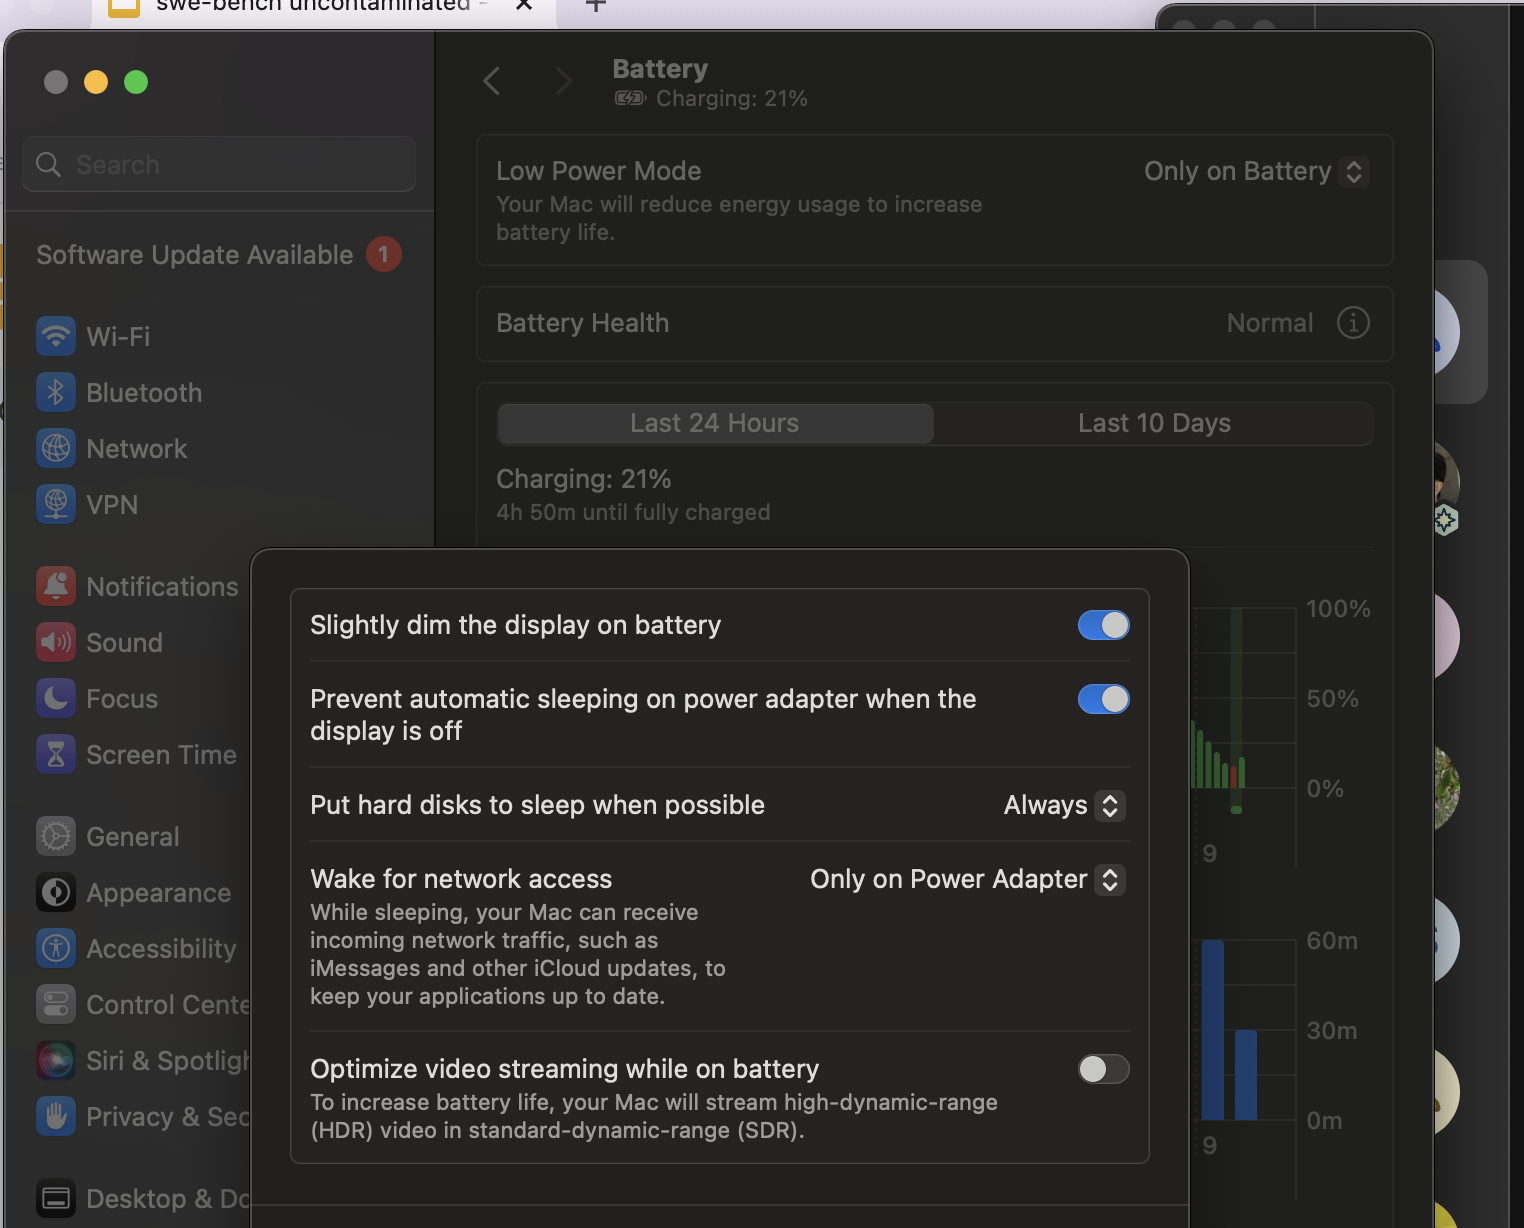 swe-bench uncontaminated -
Battery
Charging: 21%
Search
Software Update Available 1
Wi-Fi
Bluetooth
Network
VPN
Notifications
Sound
Focus
Screen Time
General
Appearance
Accessibility
Control Cente
Siri & Spotligh
Privacy & Sec
Desktop & Do
Low Power Mode
Only on Battery
Your Mac will reduce energy usage to increase
battery life.
Battery Health
Normal
Last 24 Hours
Last 10 Days
Charging: 21%
4h 50m until fully charged
100%
50%
0%
9
60m
30m
0m
9
Slightly dim the display on battery
Prevent automatic sleeping on power adapter when the
display is off
Put hard disks to sleep when possible
Always
Wake for network access
Only on Power Adapter
While sleeping, your Mac can receive
incoming network traffic, such as
iMessages and other iCloud updates, to
keep your applications up to date.
Optimize video streaming while on battery
To increase battery life, your Mac will stream high-dynamic-range
(HDR) video in standard-dynamic-range (SDR).